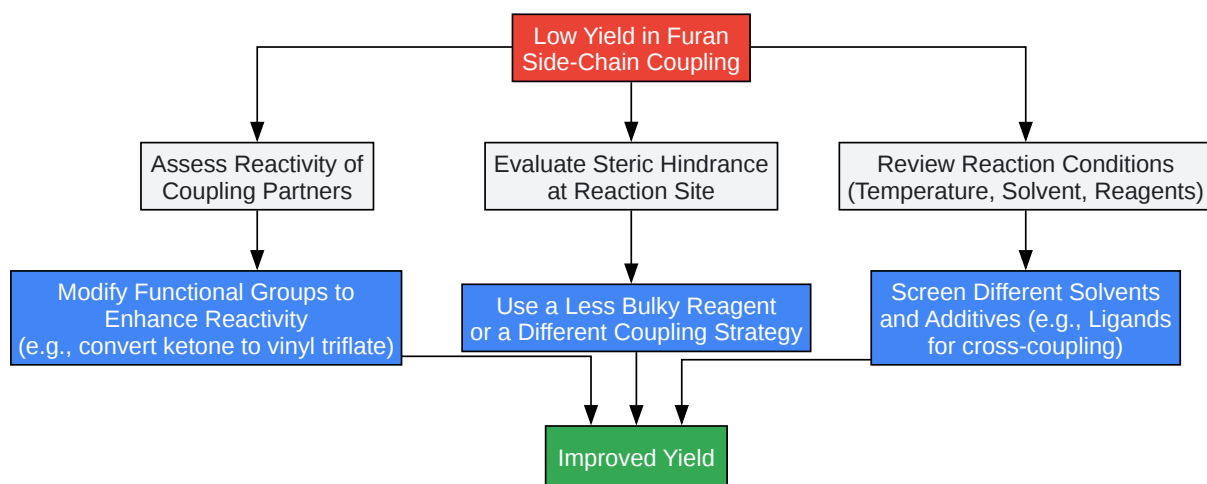 Low Yield in Furan
Side-Chain Coupling
Assess Reactivity of
Coupling Partners
Evaluate Steric Hindrance
at Reaction Site
Review Reaction Conditions
(Temperature, Solvent, Reagents)
Modify Functional Groups to
Enhance Reactivity
(e.g., convert ketone to vinyl triflate)
Use a Less Bulky Reagent
or a Different Coupling Strategy
Screen Different Solvents
and Additives (e.g., Ligands
for cross-coupling)
Improved Yield